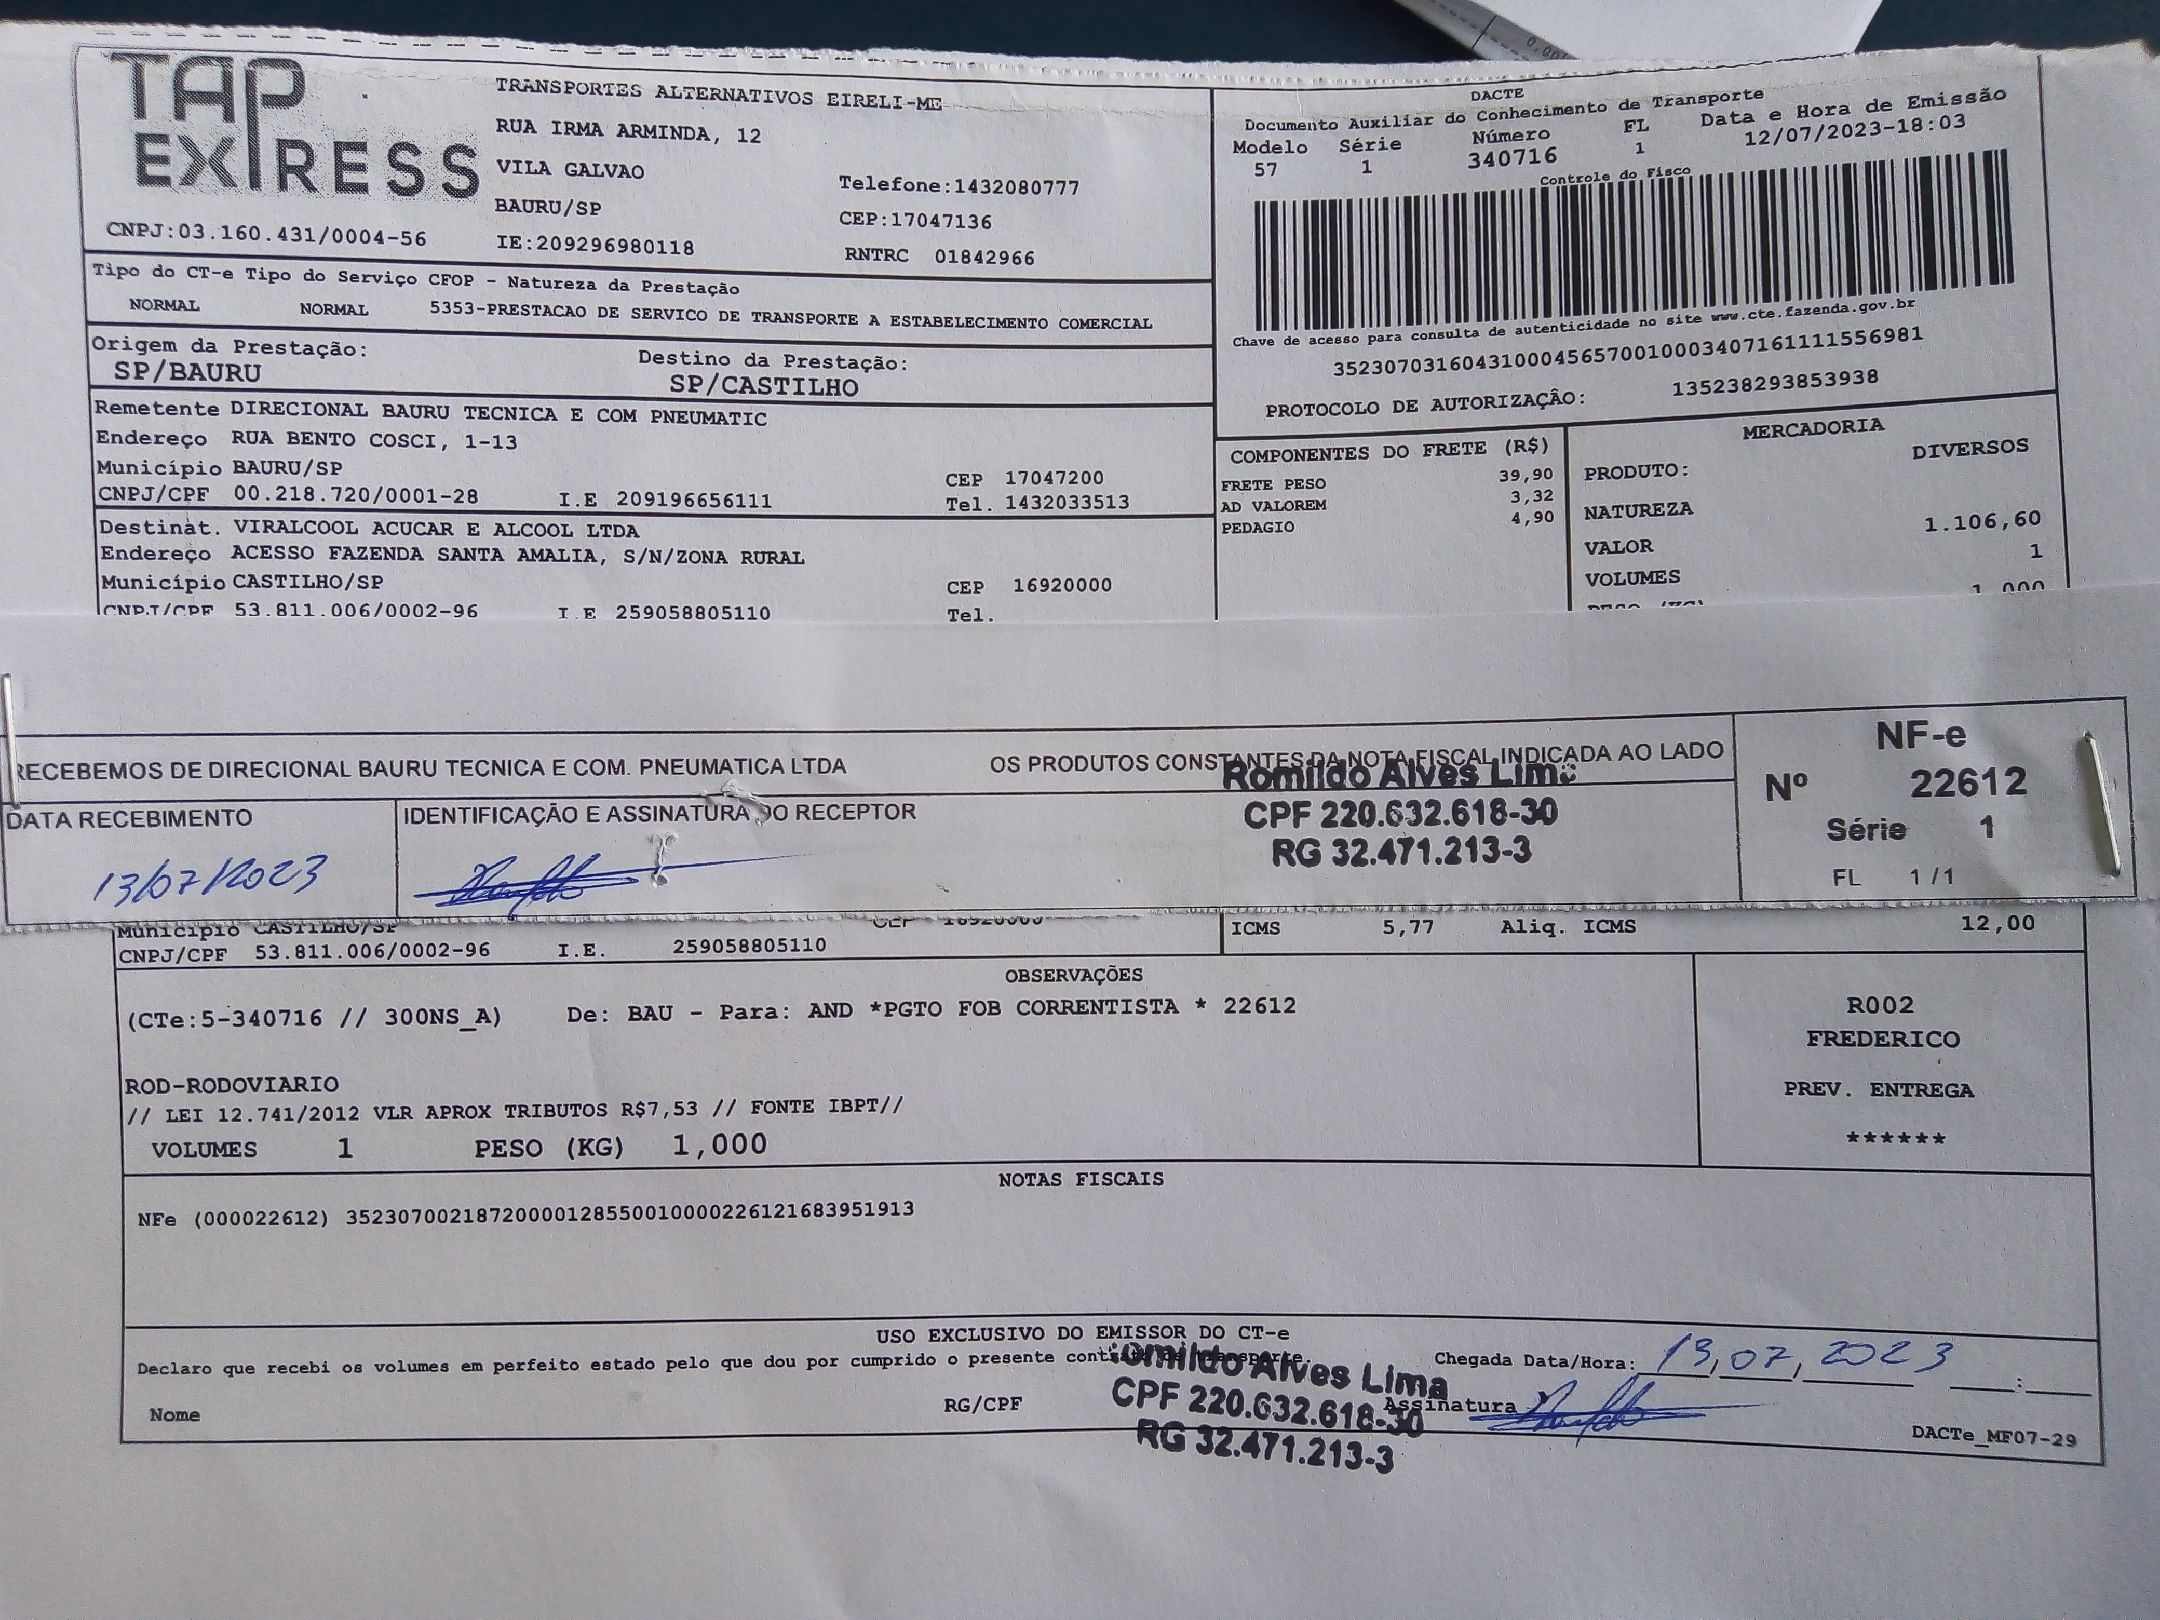 TAP EXPRESS
TRANSPORTES ALTERNATIVOS EIRELI-ME
RUA IRMA ARMINDA, 12
VILA GALVAO
Telefone:1432080777
BAURU/SP
CEP:17047136
CNPJ:03.160.431/0004-56
IE:209296980118
RNTRC 01842966
DACTE
Documento Auxiliar do Conhecimento de Transporte
Modelo Série Número FL Data e Hora de Emissão
57 1 340716 1 12/07/2023-18:03
Controle do Fisco
Chave de acesso para consulta de autenticidade no site www.cte.fazenda.gov.br
35230703160431000456570010003407161111556981
PROTOCOLO DE AUTORIZAÇÂO: 135238293853938
Tipo do CT-e Tipo do Serviço CFOP - Natureza da Prestação
NORMAL NORMAL 5353-PRESTACAO DE SERVICO DE TRANSPORTE A ESTABELECIMENTO COMERCIAL
Origem da Prestação: Destino da Prestação:
SP/BAURU SP/CASTILHO
Remetente DIRECIONAL BAURU TECNICA E COM PNEUMATIC
Endereço RUA BENTO COSCI, 1-13
Município BAURU/SP CEP 17047200
CNPJ/CPF 00.218.720/0001-28 I.E 209196656111 Tel. 1432033513
Destinat. VIRALCOOL ACUCAR E ALCOOL LTDA
Endereço ACESSO FAZENDA SANTA AMALIA, S/N/ZONA RURAL
Município CASTILHO/SP CEP 16920000
CNPJ/CPF 53.811.006/0002-96 I.E 259058805110 Tel.
COMPONENTES DO FRETE (R$)
FRETE PESO 39,90
AD VALOREM 3,32
PEDAGIO 4,90
MERCADORIA
PRODUTO: DIVERSOS
NATUREZA
VALOR 1.106,60
VOLUMES 1
1,000
RECEBEMOS DE DIRECIONAL BAURU TECNICA E COM. PNEUMATICA LTDA OS PRODUTOS CONSTANTES DA NOTA FISCAL INDICADA AO LADO
DATA RECEBIMENTO
IDENTIFICAÇÃO E ASSINATURA DO RECEPTOR
13/07/2023
Romildo Alves Lima
CPF 220.632.618-30
RG 32.471.213-3
NF-e
Nº 22612
Série 1
FL 1 / 1
Município CASTILHO/SP CEP 16920000
CNPJ/CPF 53.811.006/0002-96 I.E. 259058805110
ICMS 5,77 Aliq. ICMS 12,00
OBSERVAÇÕES
(CTe:5-340716 // 300NS_A) De: BAU - Para: AND *PGTO FOB CORRENTISTA * 22612
ROD-RODOVIARIO
// LEI 12.741/2012 VLR APROX TRIBUTOS R$7,53 // FONTE IBPT//
VOLUMES 1 PESO (KG) 1,000
R002
FREDERICO
PREV. ENTREGA
******
NOTAS FISCAIS
NFe (000022612) 35230700218720000128550010000226121683951913
USO EXCLUSIVO DO EMISSOR DO CT-e
Declaro que recebi os volumes em perfeito estado pelo que dou por cumprido o presente contrato de transporte.
Chegada Data/Hora: 13, 07, 2023 :
Nome RG/CPF Assinatura
Romildo Alves Lima
CPF 220.632.618-30
RG 32.471.213-3
DACTe_MF07-29